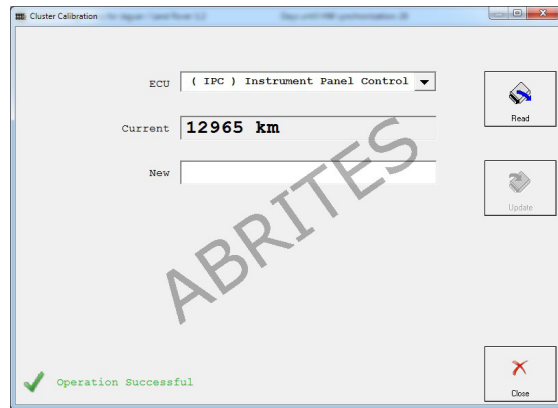 Cluster Calibration
ECU
( IPC ) Instrument Panel Control
Read
Current
12965 km
New
Update
ABRITES
Operation Successful
Close